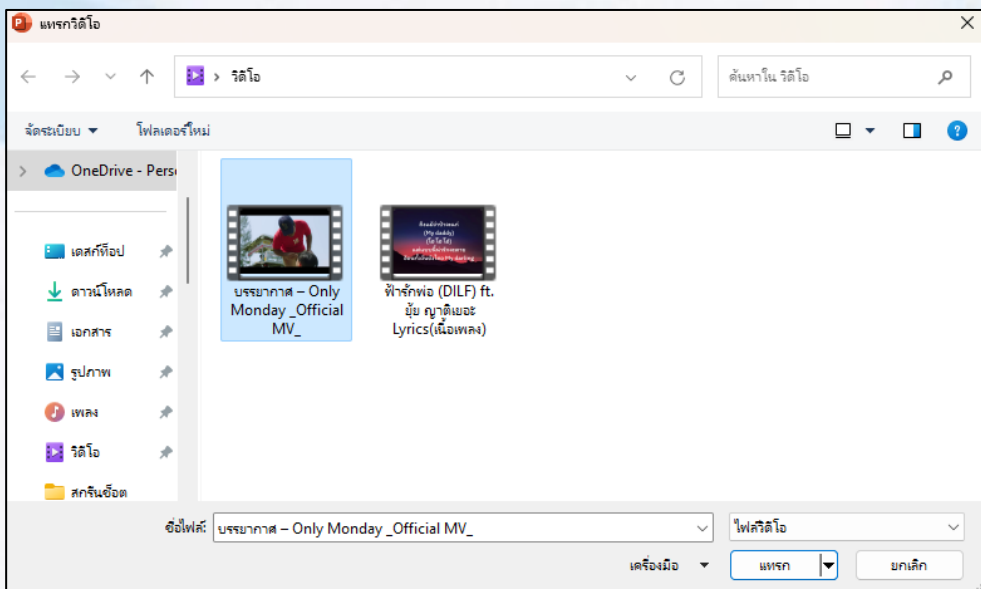 แทรกวิดีโอ
วิดีโอ
ค้นหาใน วิดีโอ
จัดระเบียบ
โฟลเดอร์ใหม่
OneDrive - Perso
เดสก์ท็อป
ดาวน์โหลด
เอกสาร
รูปภาพ
เพลง
วิดีโอ
สกรีนช็อต
บรรยากาศ – Only
Monday _Official
MV_
(My daddy)
ฟ้ารักพ่อ (DILF) ft.
ยุ้ย ญาติเยอะ
Lyrics(เนื้อเพลง)
ชื่อไฟล์:
บรรยากาศ – Only Monday _Official MV_
ไฟล์วิดีโอ
เครื่องมือ
แทรก
ยกเลิก